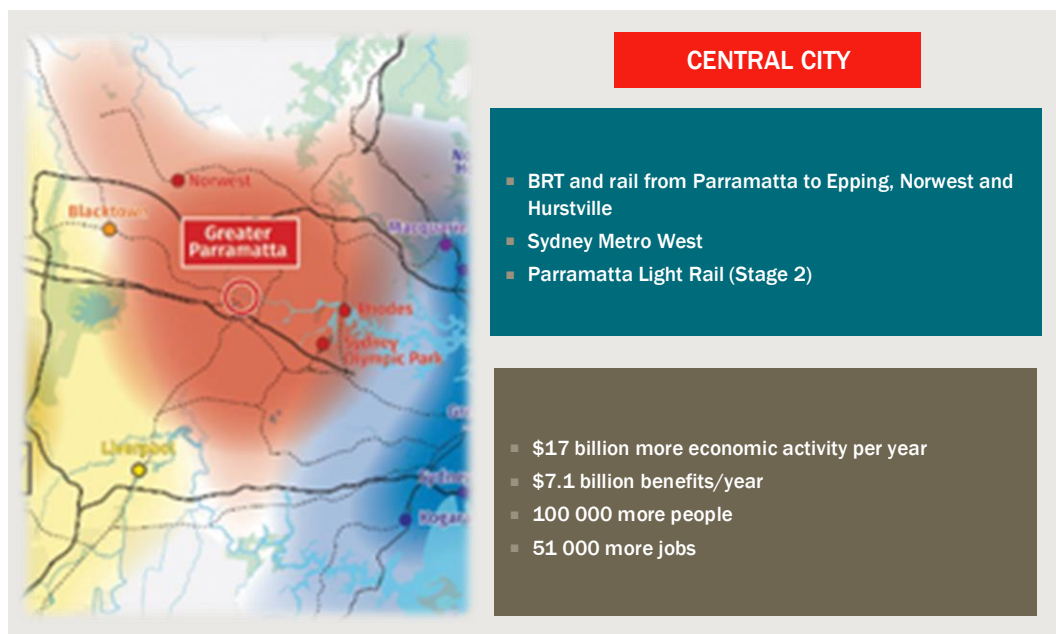 CENTRAL CITY
Norwest
Blacktown
Greater
Parramatta
Rhodes
Sydney
Olympic Park
Liverpool
Sydney
Kogara
BRT and rail from Parramatta to Epping, Norwest and
Hurstville
Sydney Metro West
Parramatta Light Rail (Stage 2)
$17 billion more economic activity per year
$7.1 billion benefits/year
100 000 more people
51 000 more jobs